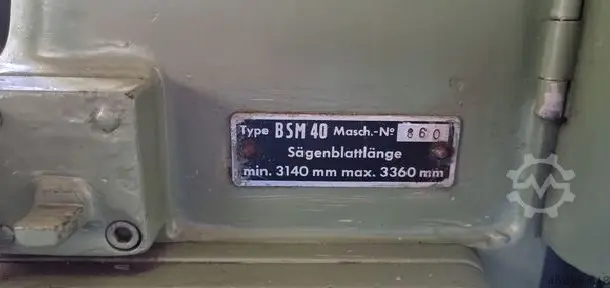 Type BSM 40 Masch.-Nº 860
Sägenblattlänge
min. 3140 mm max. 3360 mm